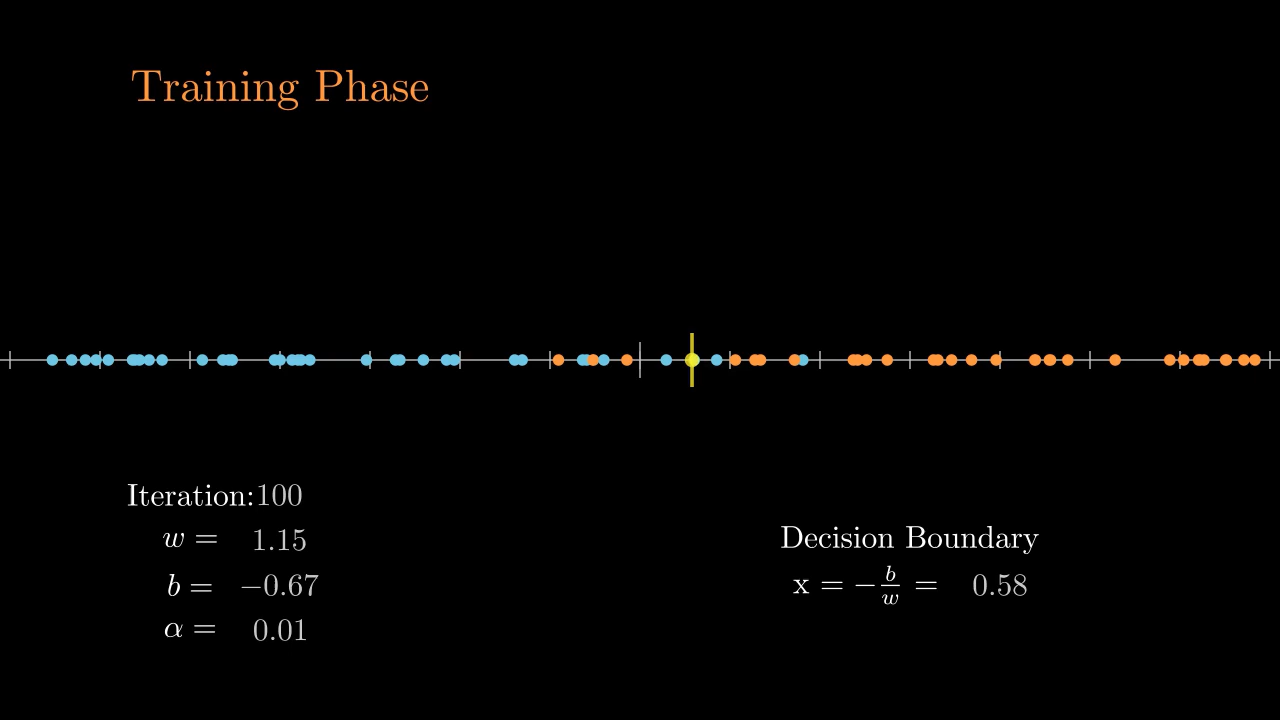 Training Phase
Iteration:100
w = 1.15
b = −0.67
α = 0.01
Decision Boundary
x = −b/w = 0.58